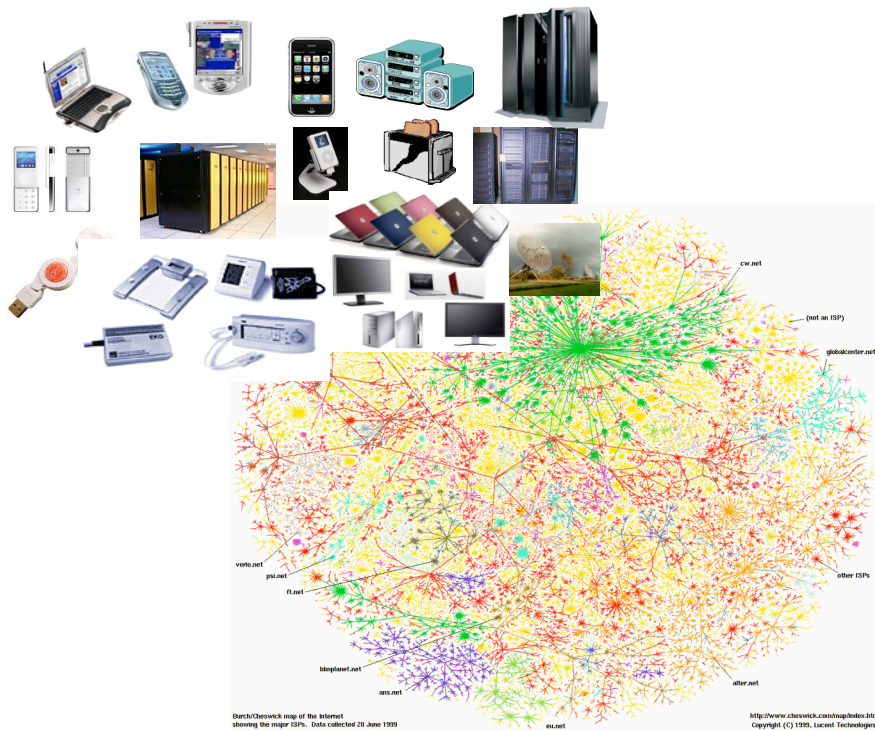 cw.net
(not an ISP)
globalcenter.net
EKG
verio.net
psi.net
other ISPs
ft.net
bbnplanet.net
alter.net
ans.net
eu.net
Burch/Cheswick map of the Internet
showing the major ISPs. Data collected 28 June 1999
http://www.cheswick.com/map/index.ht
Copyright (C) 1999, Lucent Technologies